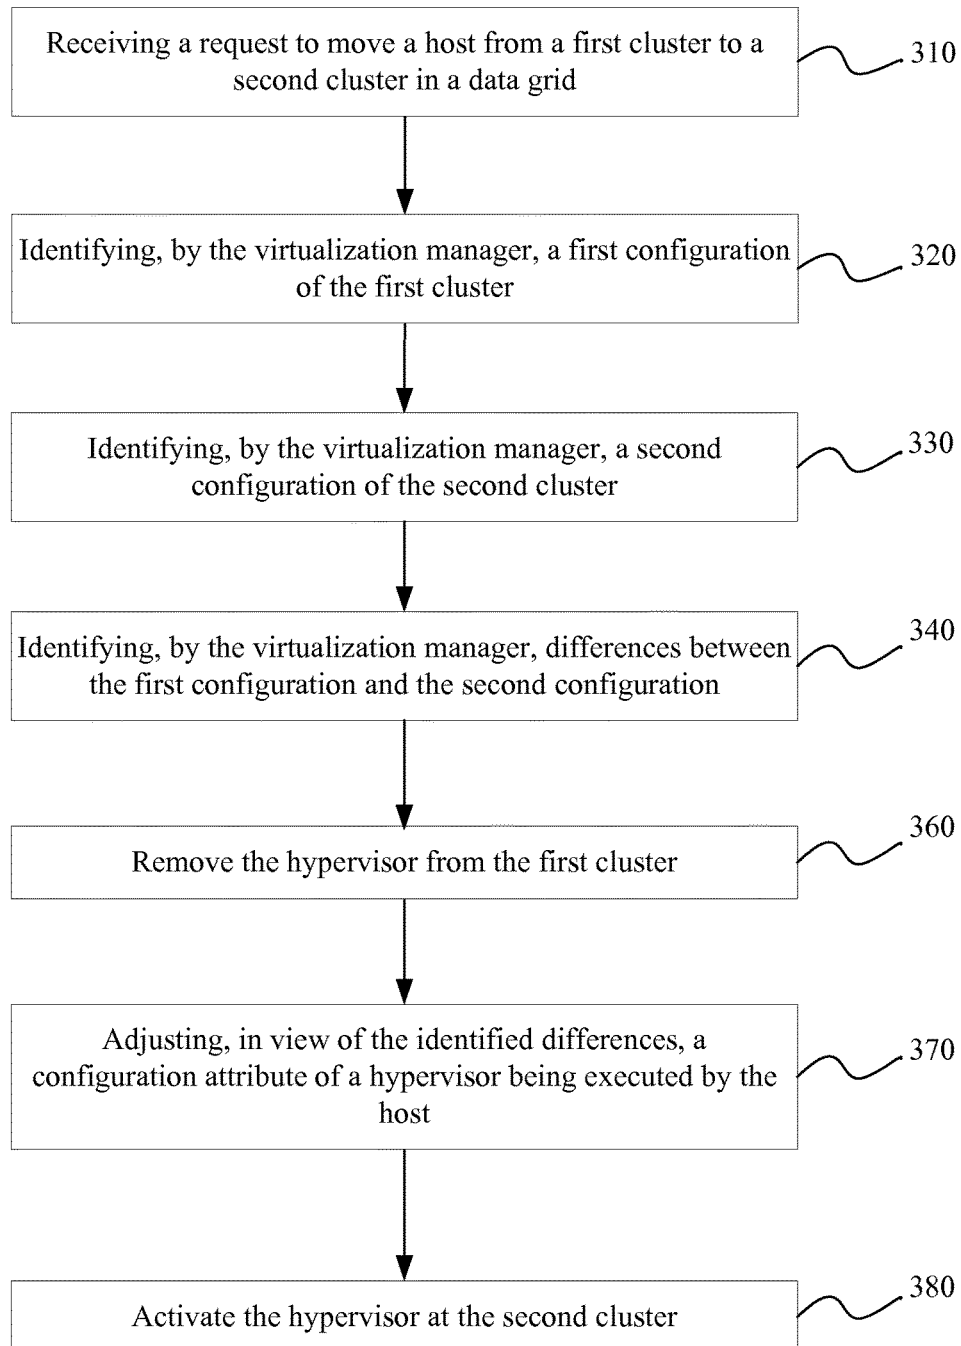 Receiving a request to move a host from a first cluster to a
second cluster in a data grid
310
Identifying, by the virtualization manager, a first configuration
of the first cluster
320
Identifying, by the virtualization manager, a second
configuration of the second cluster
330
Identifying, by the virtualization manager, differences between
the first configuration and the second configuration
340
Remove the hypervisor from the first cluster
360
Adjusting, in view of the identified differences, a
configuration attribute of a hypervisor being executed by the
host
370
Activate the hypervisor at the second cluster
380